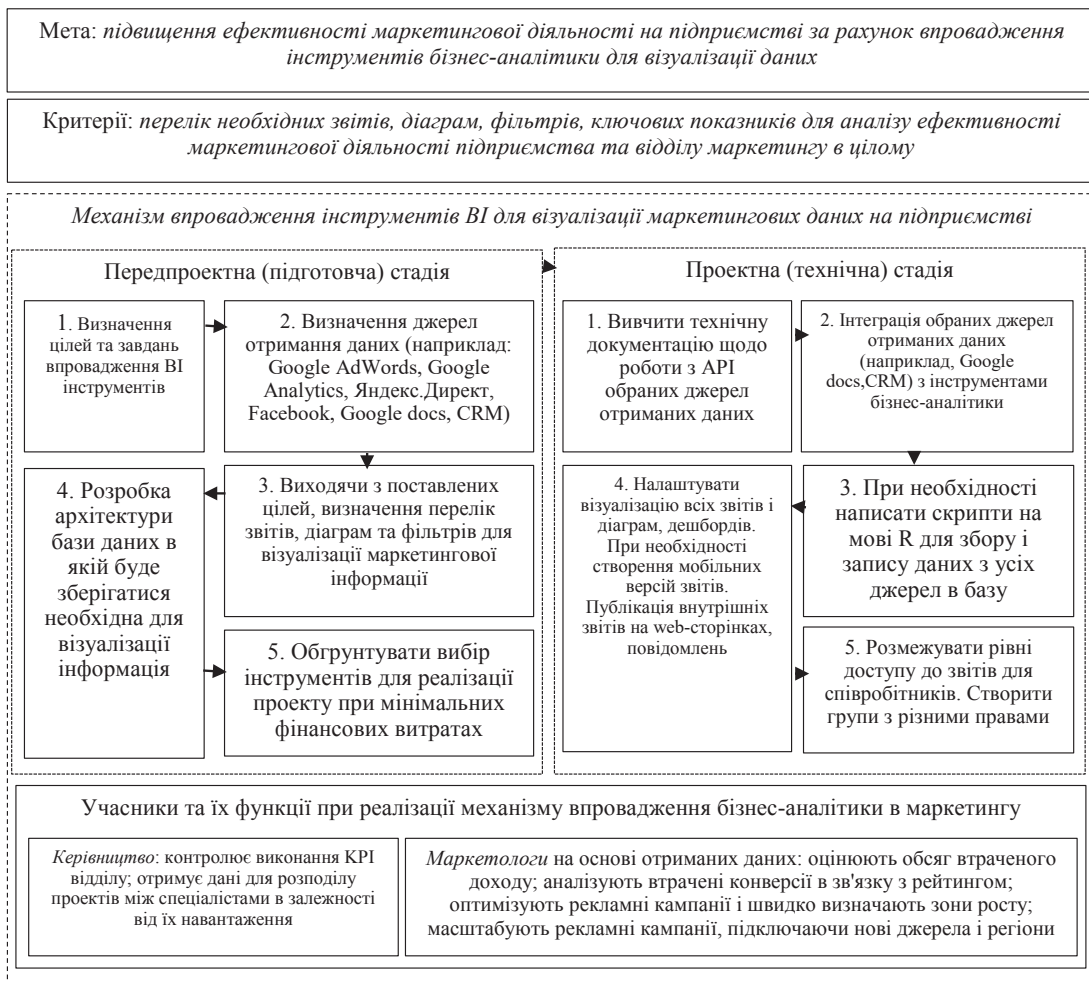 Мета: підвищення ефективності маркетингової діяльності на підприємстві за рахунок впровадження
інструментів бізнес-аналітики для візуалізації даних
Критерії: перелік необхідних звітів, діаграм, фільтрів, ключових показників для аналізу ефективності
маркетингової діяльності підприємства та відділу маркетингу в цілому
Механізм впровадження інструментів BI для візуалізації маркетингових даних на підприємстві
Передпроектна (підготовча) стадія
1. Визначення
цілей та завдань
впровадження BI
інструментів
2. Визначення джерел
отримання даних (наприклад:
Google AdWords, Google
Analytics, Яндекс.Директ,
Facebook, Google docs, CRM)
3. Виходячи з поставлених
цілей, визначення перелік
звітів, діаграм та фільтрів для
візуалізації маркетингової
інформації
4. Розробка
архітектури
бази даних в
якій буде
зберігатися
необхідна для
візуалізації
інформація
5. Обгрунтувати вибір
інструментів для реалізації
проекту при мінімальних
фінансових витратах
Проектна (технічна) стадія
1. Вивчити технічну
документацію щодо
роботи з API
обраних джерел
отриманих даних
2. Інтеграція обраних джерел
отриманих даних
(наприклад, Google
docs,CRM) з інструментами
бізнес-аналітики
3. При необхідності
написати скрипти на
мові R для збору і
запису даних з усіх
джерел в базу
4. Налаштувати
візуалізацію всіх звітів і
діаграм, дешбордів.
При необхідності
створення мобільних
версій звітів.
Публікація внутрішніх
звітів на web-сторінках,
повідомлень
5. Розмежувати рівні
доступу до звітів для
співробітників. Створити
групи з різними правами
Учасники та їх функції при реалізації механізму впровадження бізнес-аналітики в маркетингу
Керівництво: контролює виконання KPI
відділу; отримує дані для розподілу
проектів між спеціалістами в залежності
від їх навантаження
Маркетологи на основі отриманих даних: оцінюють обсяг втраченого
доходу; аналізують втрачені конверсії в зв'язку з рейтингом;
оптимізують рекламні кампанії і швидко визначають зони росту;
масштабують рекламні кампанії, підключаючи нові джерела і регіони